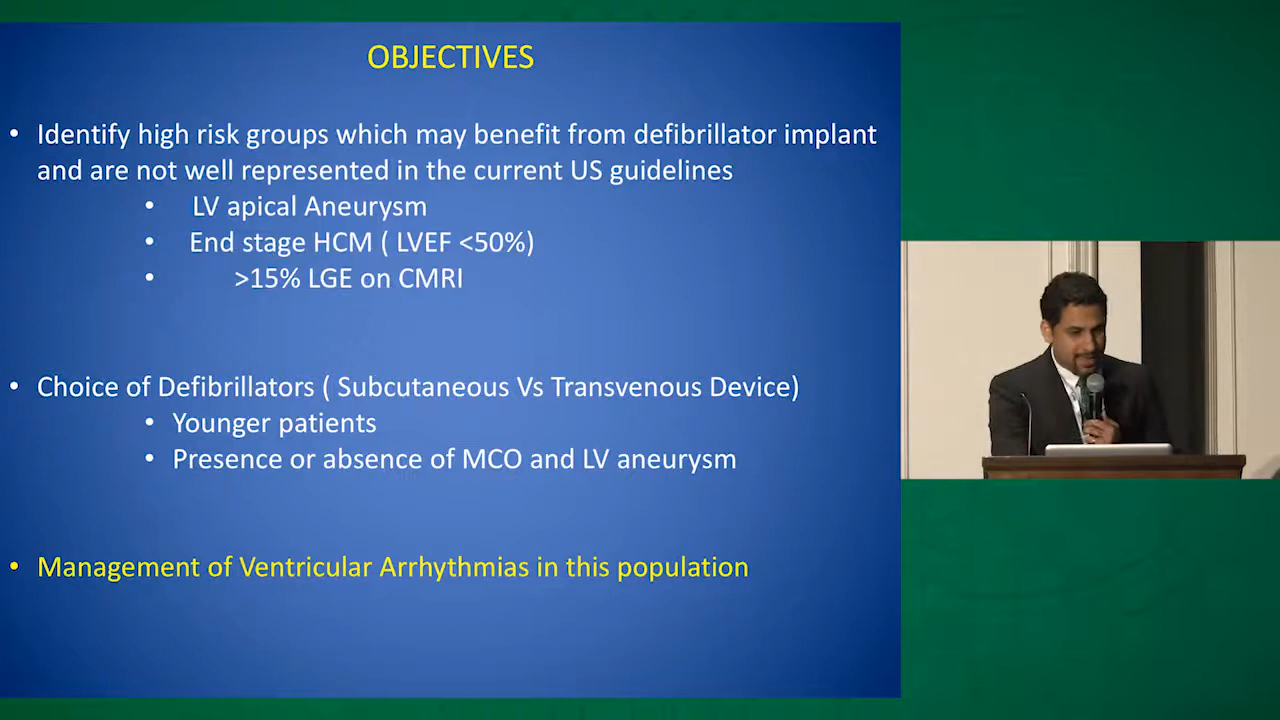 OBJECTIVES
• Identify high risk groups which may benefit from defibrillator implant
and are not well represented in the current US guidelines
• LV apical Aneurysm
• End stage HCM ( LVEF <50%)
• >15% LGE on CMRI
• Choice of Defibrillators ( Subcutaneous Vs Transvenous Device)
• Younger patients
• Presence or absence of MCO and LV aneurysm
• Management of Ventricular Arrhythmias in this population